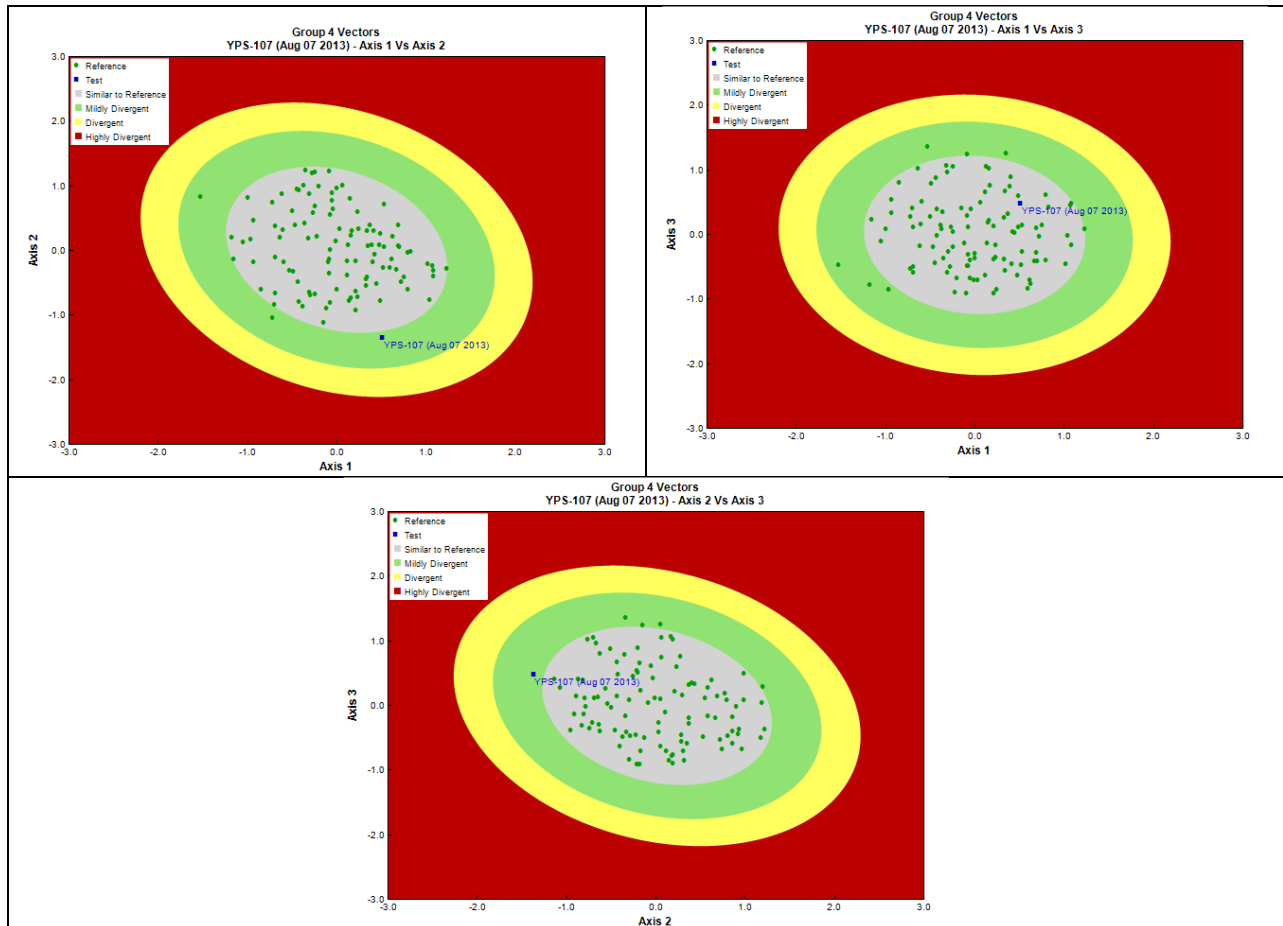 Group 4 Vectors
YPS-107 (Aug 07 2013) - Axis 1 Vs Axis 2
3.0
Reference
Test
Similar to Reference
Mildly Divergent
Divergent
Highly Divergent
2.0
1.0
0.0
-1.0
-2.0
-3.0
Axis 2
YPS-107 (Aug 07 2013)
-3.0 -2.0 -1.0 0.0 1.0 2.0 3.0
Axis 1
Group 4 Vectors
YPS-107 (Aug 07 2013) - Axis 1 Vs Axis 3
3.0
Reference
Test
Similar to Reference
Mildly Divergent
Divergent
Highly Divergent
2.0
1.0
0.0
-1.0
-2.0
-3.0
Axis 3
YPS-107 (Aug 07 2013)
-3.0 -2.0 -1.0 0.0 1.0 2.0 3.0
Axis 1
Group 4 Vectors
YPS-107 (Aug 07 2013) - Axis 2 Vs Axis 3
3.0
Reference
Test
Similar to Reference
Mildly Divergent
Divergent
Highly Divergent
2.0
1.0
0.0
-1.0
-2.0
-3.0
Axis 3
YPS-107 (Aug 07 2013)
-3.0 -2.0 -1.0 0.0 1.0 2.0 3.0
Axis 2